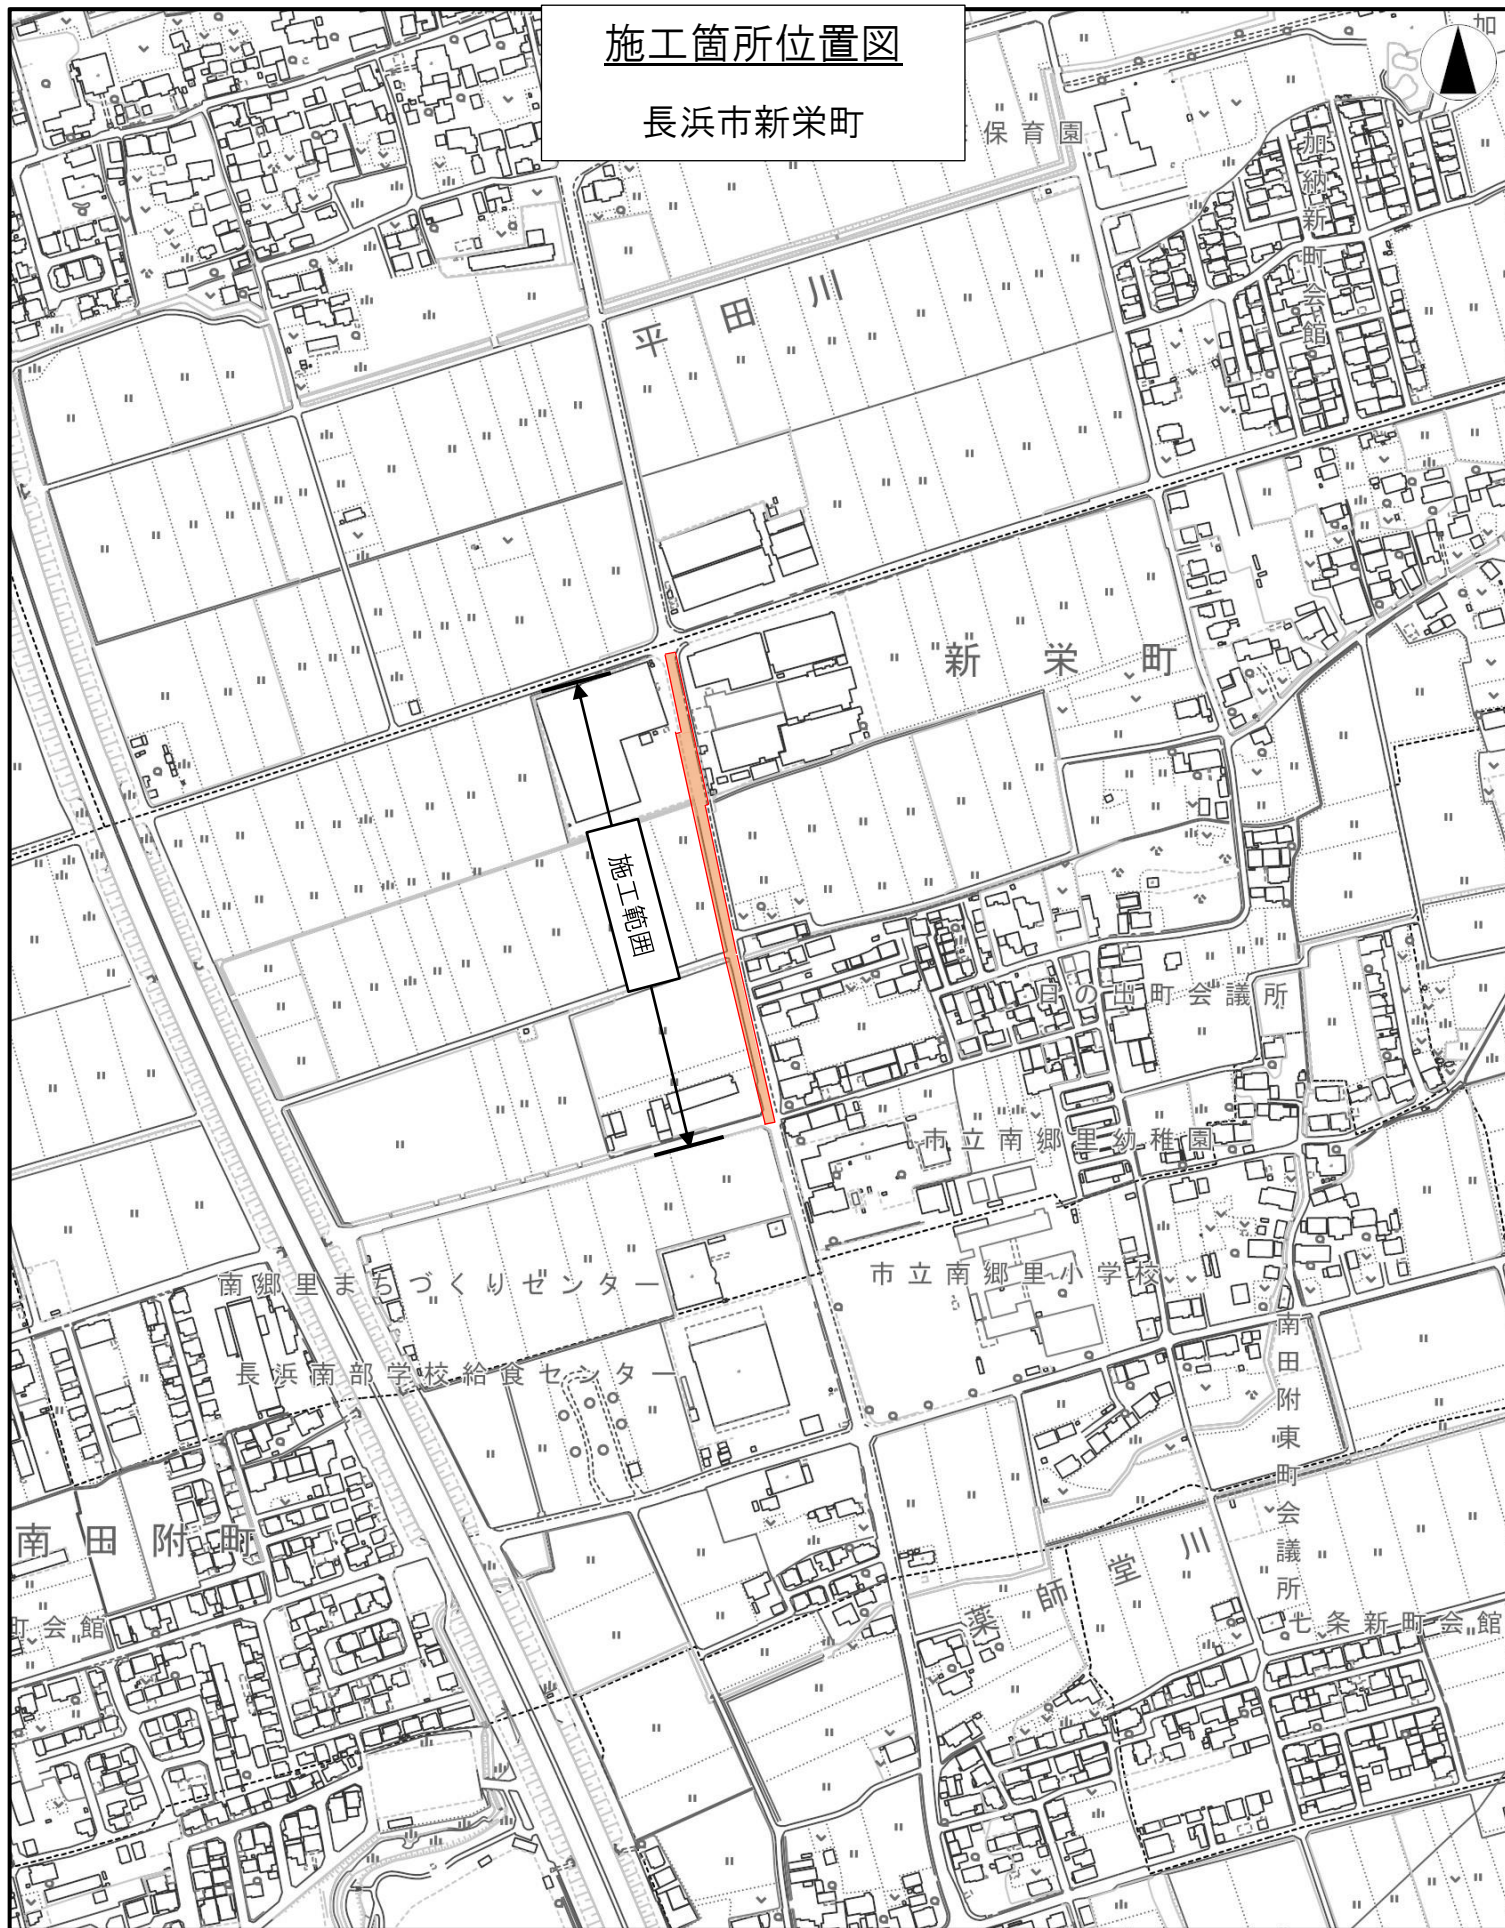 施工箇所位置図
長浜市新栄町
加
保育園
加納新町会館
平田川
新栄町
施工範囲
日の出町会議所
市立南郷里幼稚園
市立南郷里小学校
南郷里まちづくりセンター
長浜南部学校給食センター
南田附東町会議所
南田附町
薬師堂川
町会館
七条新町会館